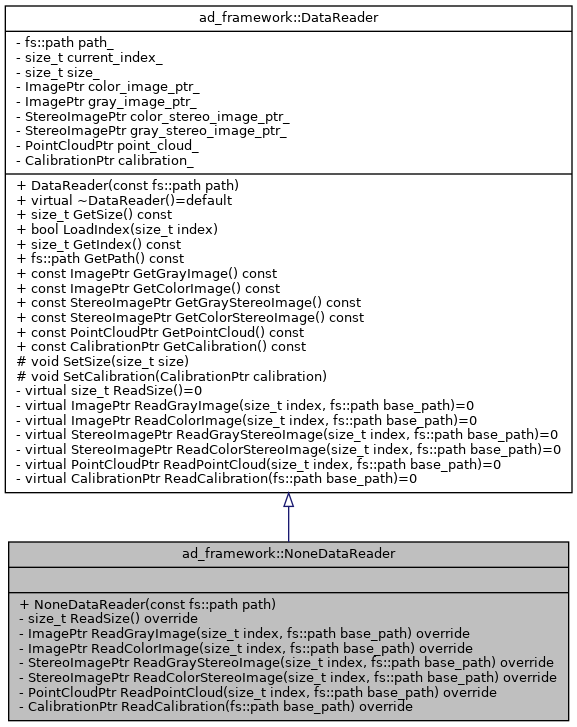 ad_framework::DataReader
- fs::path path_
- size_t current_index_
- size_t size_
- ImagePtr color_image_ptr_
- ImagePtr gray_image_ptr_
- StereoImagePtr color_stereo_image_ptr_
- StereoImagePtr gray_stereo_image_ptr_
- PointCloudPtr point_cloud_
- CalibrationPtr calibration_
+ DataReader(const fs::path path)
+ virtual ~DataReader()=default
+ size_t GetSize() const
+ bool LoadIndex(size_t index)
+ size_t GetIndex() const
+ fs::path GetPath() const
+ const ImagePtr GetGrayImage() const
+ const ImagePtr GetColorImage() const
+ const StereoImagePtr GetGrayStereoImage() const
+ const StereoImagePtr GetColorStereoImage() const
+ const PointCloudPtr GetPointCloud() const
+ const CalibrationPtr GetCalibration() const
# void SetSize(size_t size)
# void SetCalibration(CalibrationPtr calibration)
- virtual size_t ReadSize()=0
- virtual ImagePtr ReadGrayImage(size_t index, fs::path base_path)=0
- virtual ImagePtr ReadColorImage(size_t index, fs::path base_path)=0
- virtual StereoImagePtr ReadGrayStereoImage(size_t index, fs::path base_path)=0
- virtual StereoImagePtr ReadColorStereoImage(size_t index, fs::path base_path)=0
- virtual PointCloudPtr ReadPointCloud(size_t index, fs::path base_path)=0
- virtual CalibrationPtr ReadCalibration(fs::path base_path)=0
ad_framework::NoneDataReader
+ NoneDataReader(const fs::path path)
- size_t ReadSize() override
- ImagePtr ReadGrayImage(size_t index, fs::path base_path) override
- ImagePtr ReadColorImage(size_t index, fs::path base_path) override
- StereoImagePtr ReadGrayStereoImage(size_t index, fs::path base_path) override
- StereoImagePtr ReadColorStereoImage(size_t index, fs::path base_path) override
- PointCloudPtr ReadPointCloud(size_t index, fs::path base_path) override
- CalibrationPtr ReadCalibration(fs::path base_path) override